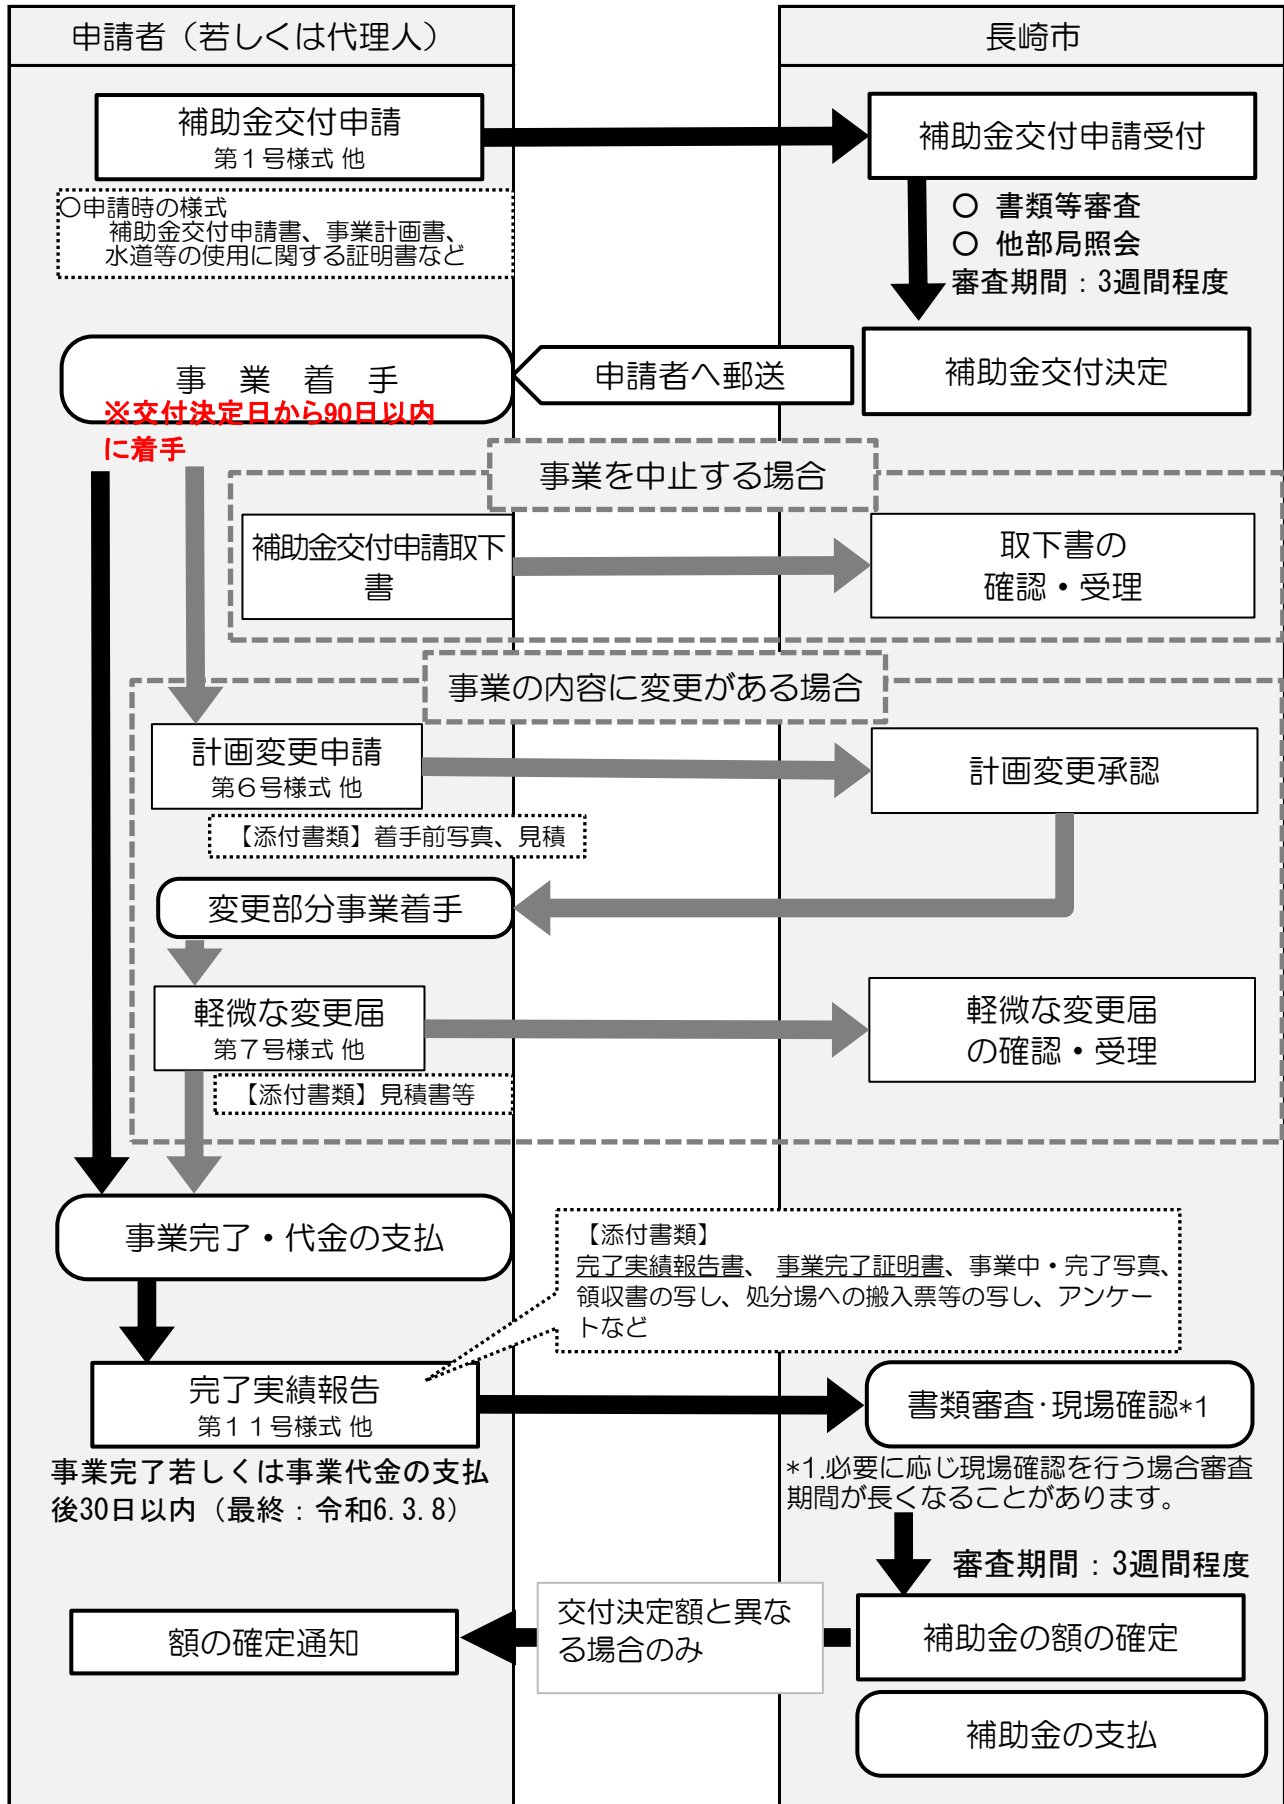 申請者（若しくは代理人）
長崎市
補助金交付申請
第１号様式 他
補助金交付申請受付
〇申請時の様式
補助金交付申請書、事業計画書、
水道等の使用に関する証明書など
〇 書類等審査
〇 他部局照会
審査期間：3週間程度
事　業　着　手
※交付決定日から90日以内
に着手
申請者へ郵送
補助金交付決定
事業を中止する場合
補助金交付申請取下
書
取下書の
確認・受理
事業の内容に変更がある場合
計画変更申請
第６号様式 他
計画変更承認
【添付書類】着手前写真、見積
変更部分事業着手
軽微な変更届
第７号様式 他
軽微な変更届
の確認・受理
【添付書類】見積書等
事業完了・代金の支払
【添付書類】
完了実績報告書、 事業完了証明書、事業中・完了写真、
領収書の写し、処分場への搬入票等の写し、アンケー
トなど
完了実績報告
第１１号様式 他
書類審査･現場確認*1
事業完了若しくは事業代金の支払
後30日以内（最終：令和6.3.8）
*1.必要に応じ現場確認を行う場合審査
期間が長くなることがあります。
審査期間：3週間程度
額の確定通知
交付決定額と異な
る場合のみ
補助金の額の確定
補助金の支払